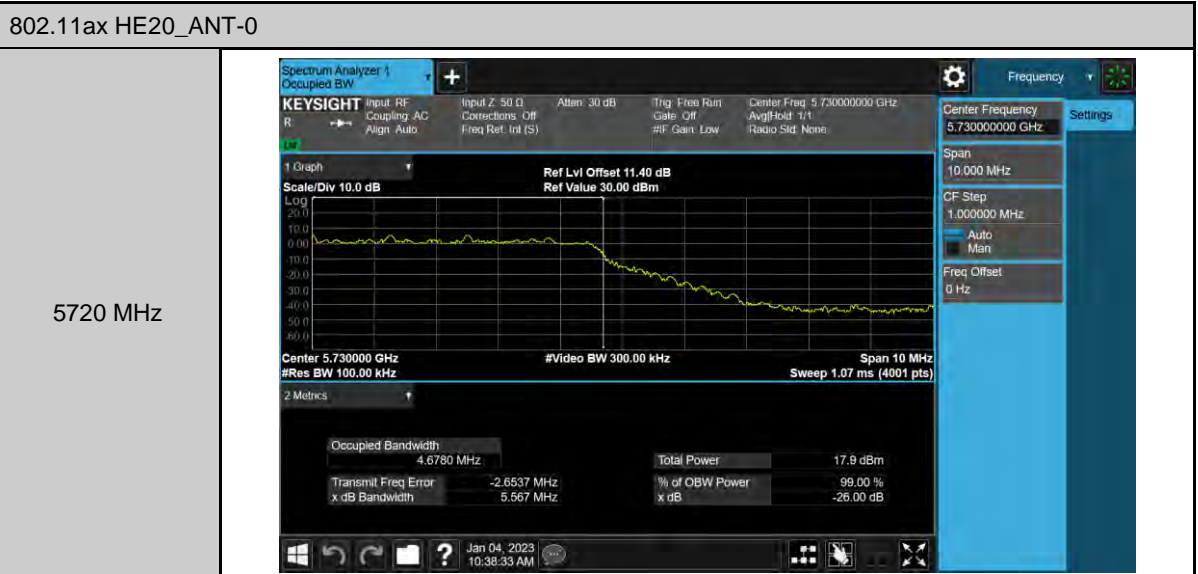 802.11ax HE20_ANT-0
5720 MHz
Spectrum Analyzer 1
Occupied BW
Frequency
KEYSIGHT
R
Input: RF
Coupling: AC
Align: Auto
Input Z: 50 Ω
Corrections: Off
Freq Ref: Int (S)
Atten: 30 dB
Trig: Free Run
Gate: Off
#IF Gain: Low
Center Freq: 5.730000000 GHz
Avg|Hold: 1/1
Radio Std: None
1 Graph
Scale/Div 10.0 dB
Ref Lvl Offset 11.40 dB
Ref Value 30.00 dBm
Log
20.0
10.0
0.00
-10.0
-20.0
-30.0
-40.0
-50.0
-60.0
Center 5.730000 GHz
#Res BW 100.00 kHz
#Video BW 300.00 kHz
Span 10 MHz
Sweep 1.07 ms (4001 pts)
2 Metrics
Occupied Bandwidth
4.6780 MHz
Transmit Freq Error -2.6537 MHz
x dB Bandwidth 5.567 MHz
Total Power 17.9 dBm
% of OBW Power 99.00 %
x dB -26.00 dB
Center Frequency
5.730000000 GHz
Settings
Span
10.000 MHz
CF Step
1.000000 MHz
Auto
Man
Freq Offset
0 Hz
Jan 04, 2023
10:38:33 AM